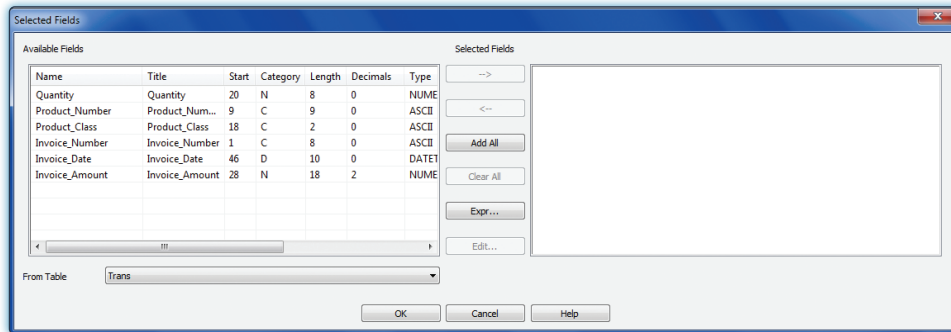 Selected Fields
Available Fields
Selected Fields
Name Title Start Category Length Decimals Type
Quantity Quantity 20 N 8 0 NUME
Product_Number Product_Num... 9 C 9 0 ASCII
Product_Class Product_Class 18 C 2 0 ASCII
Invoice_Number Invoice_Number 1 C 8 0 ASCII
Invoice_Date Invoice_Date 46 D 10 0 DATET
Invoice_Amount Invoice_Amount 28 N 18 2 NUME
-->
<--
Add All
Clear All
Expr...
Edit...
From Table Trans
OK Cancel Help